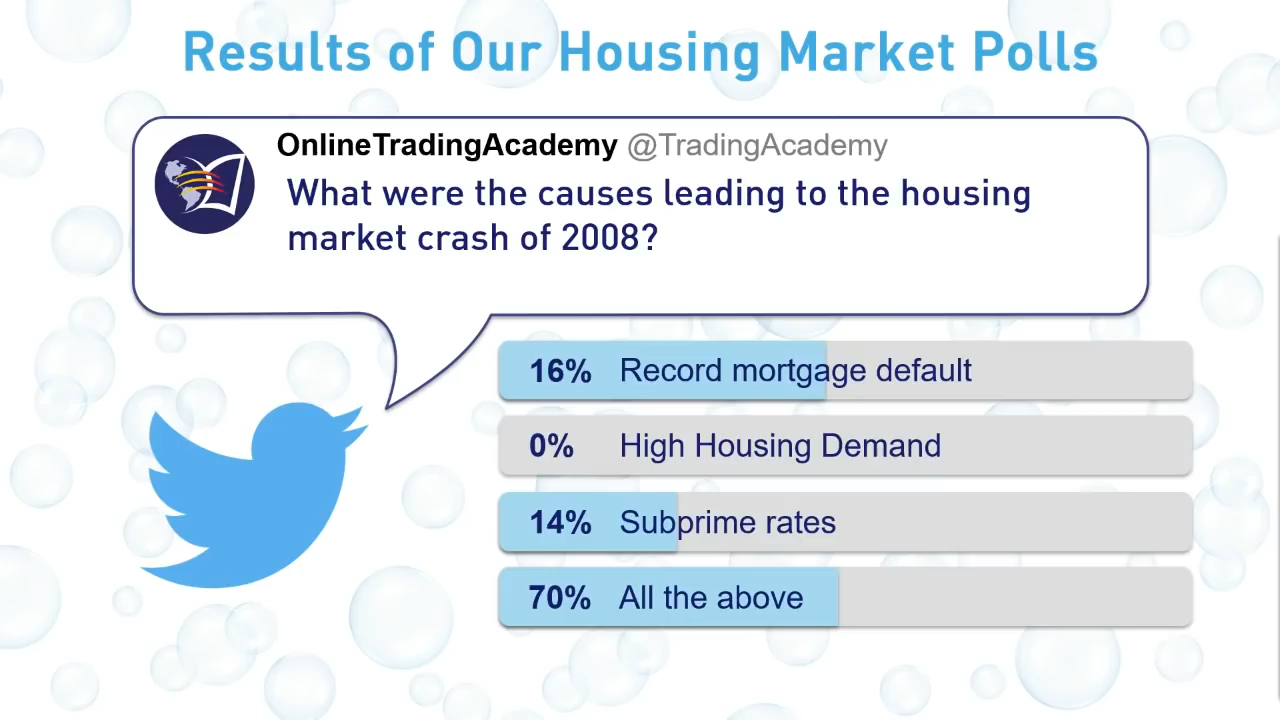 Results of Our Housing Market Polls
OnlineTradingAcademy @TradingAcademy
What were the causes leading to the housing
market crash of 2008?
16% Record mortgage default
0% High Housing Demand
14% Subprime rates
70% All the above